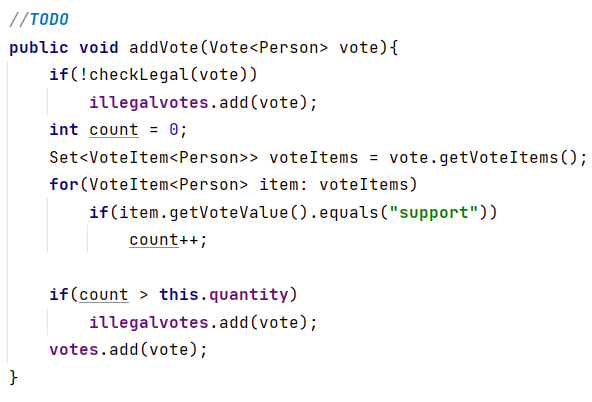 //TODO
public void addVote(Vote<Person> vote){
    if(!checkLegal(vote))
        illegalvotes.add(vote);
    int count = 0;
    Set<VoteItem<Person>> voteItems = vote.getVoteItems();
    for(VoteItem<Person> item: voteItems)
        if(item.getVoteValue().equals("support"))
            count++;

    if(count > this.quantity)
        illegalvotes.add(vote);
    votes.add(vote);
}